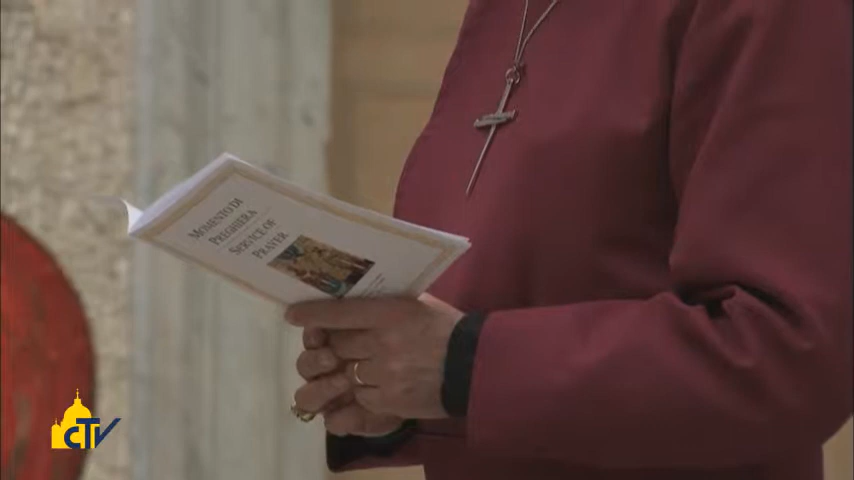 MOMENTO DI
PREGHIERA
SERVICE OF
PRAYER
CTV